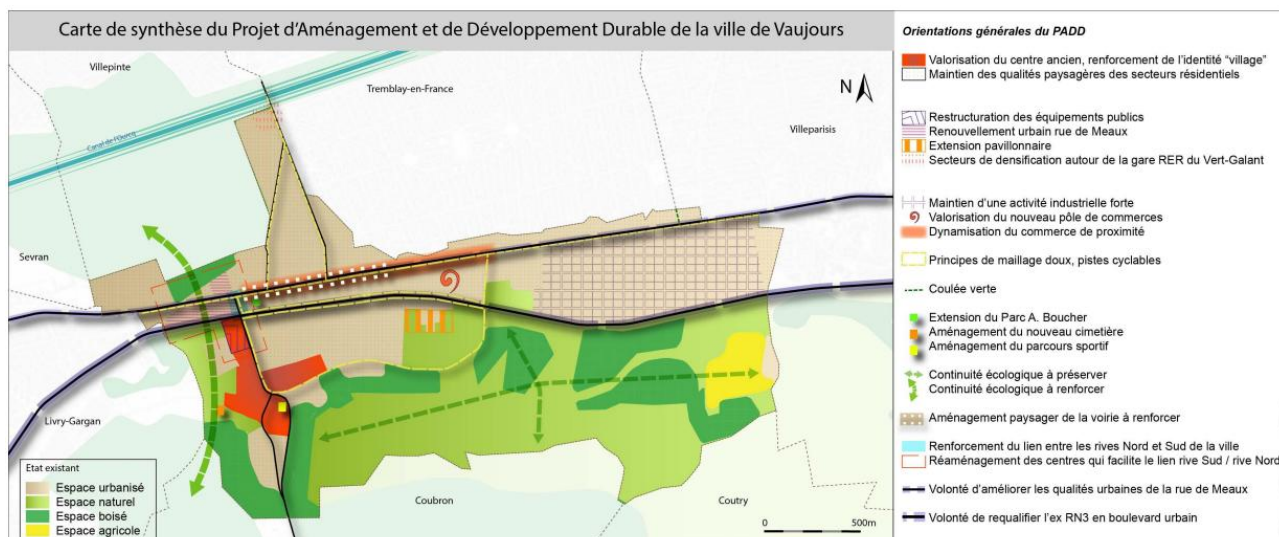 Carte de synthèse du Projet d'Aménagement et de Développement Durable de la ville de Vaujours
Villepinte
Tremblay-en-France
N
Villeparisis
Canal de l'Ourcq
Sevran
Livry-Gargan
Coubron
Coutry
0 500m
Etat existant
Espace urbanisé
Espace naturel
Espace boisé
Espace agricole
Orientations générales du PADD
Valorisation du centre ancien, renforcement de l'identité "village"
Maintien des qualités paysagères des secteurs résidentiels
Restructuration des équipements publics
Renouvellement urbain rue de Meaux
Extension pavillonnaire
Secteurs de densification autour de la gare RER du Vert-Galant
Maintien d'une activité industrielle forte
Valorisation du nouveau pôle de commerces
Dynamisation du commerce de proximité
Principes de maillage doux, pistes cyclables
Coulée verte
Extension du Parc A. Boucher
Aménagement du nouveau cimetière
Aménagement du parcours sportif
Continuité écologique à préserver
Continuité écologique à renforcer
Aménagement paysager de la voirie à renforcer
Renforcement du lien entre les rives Nord et Sud de la ville
Réaménagement des centres qui facilite le lien rive Sud / rive Nord
Volonté d'améliorer les qualités urbaines de la rue de Meaux
Volonté de requalifier l'ex RN3 en boulevard urbain